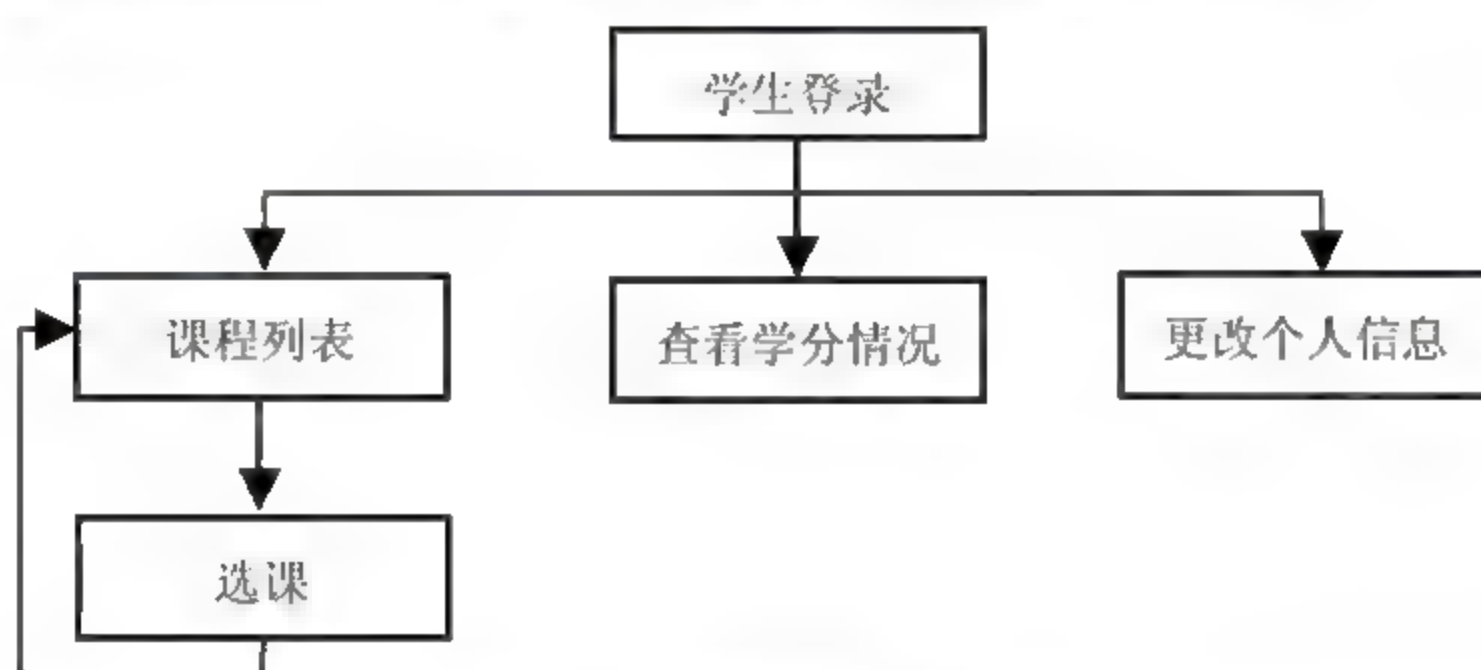 学生登录
课程列表
查看学分情况
更改个人信息
选课